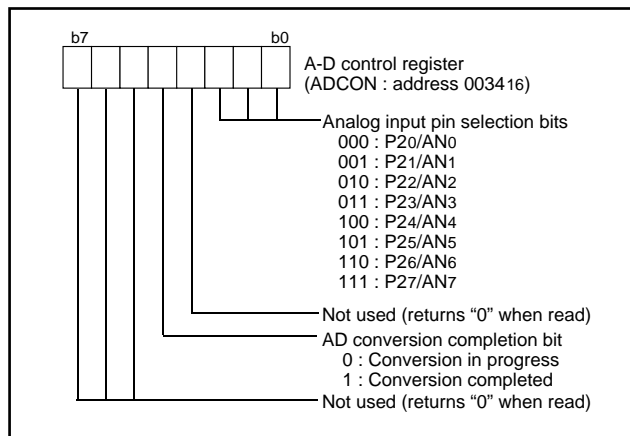 b7 b0
A-D control register
(ADCON : address 003416)
Analog input pin selection bits
000 : P20/AN0
001 : P21/AN1
010 : P22/AN2
011 : P23/AN3
100 : P24/AN4
101 : P25/AN5
110 : P26/AN6
111 : P27/AN7
Not used (returns “0” when read)
AD conversion completion bit
0 : Conversion in progress
1 : Conversion completed
Not used (returns “0” when read)